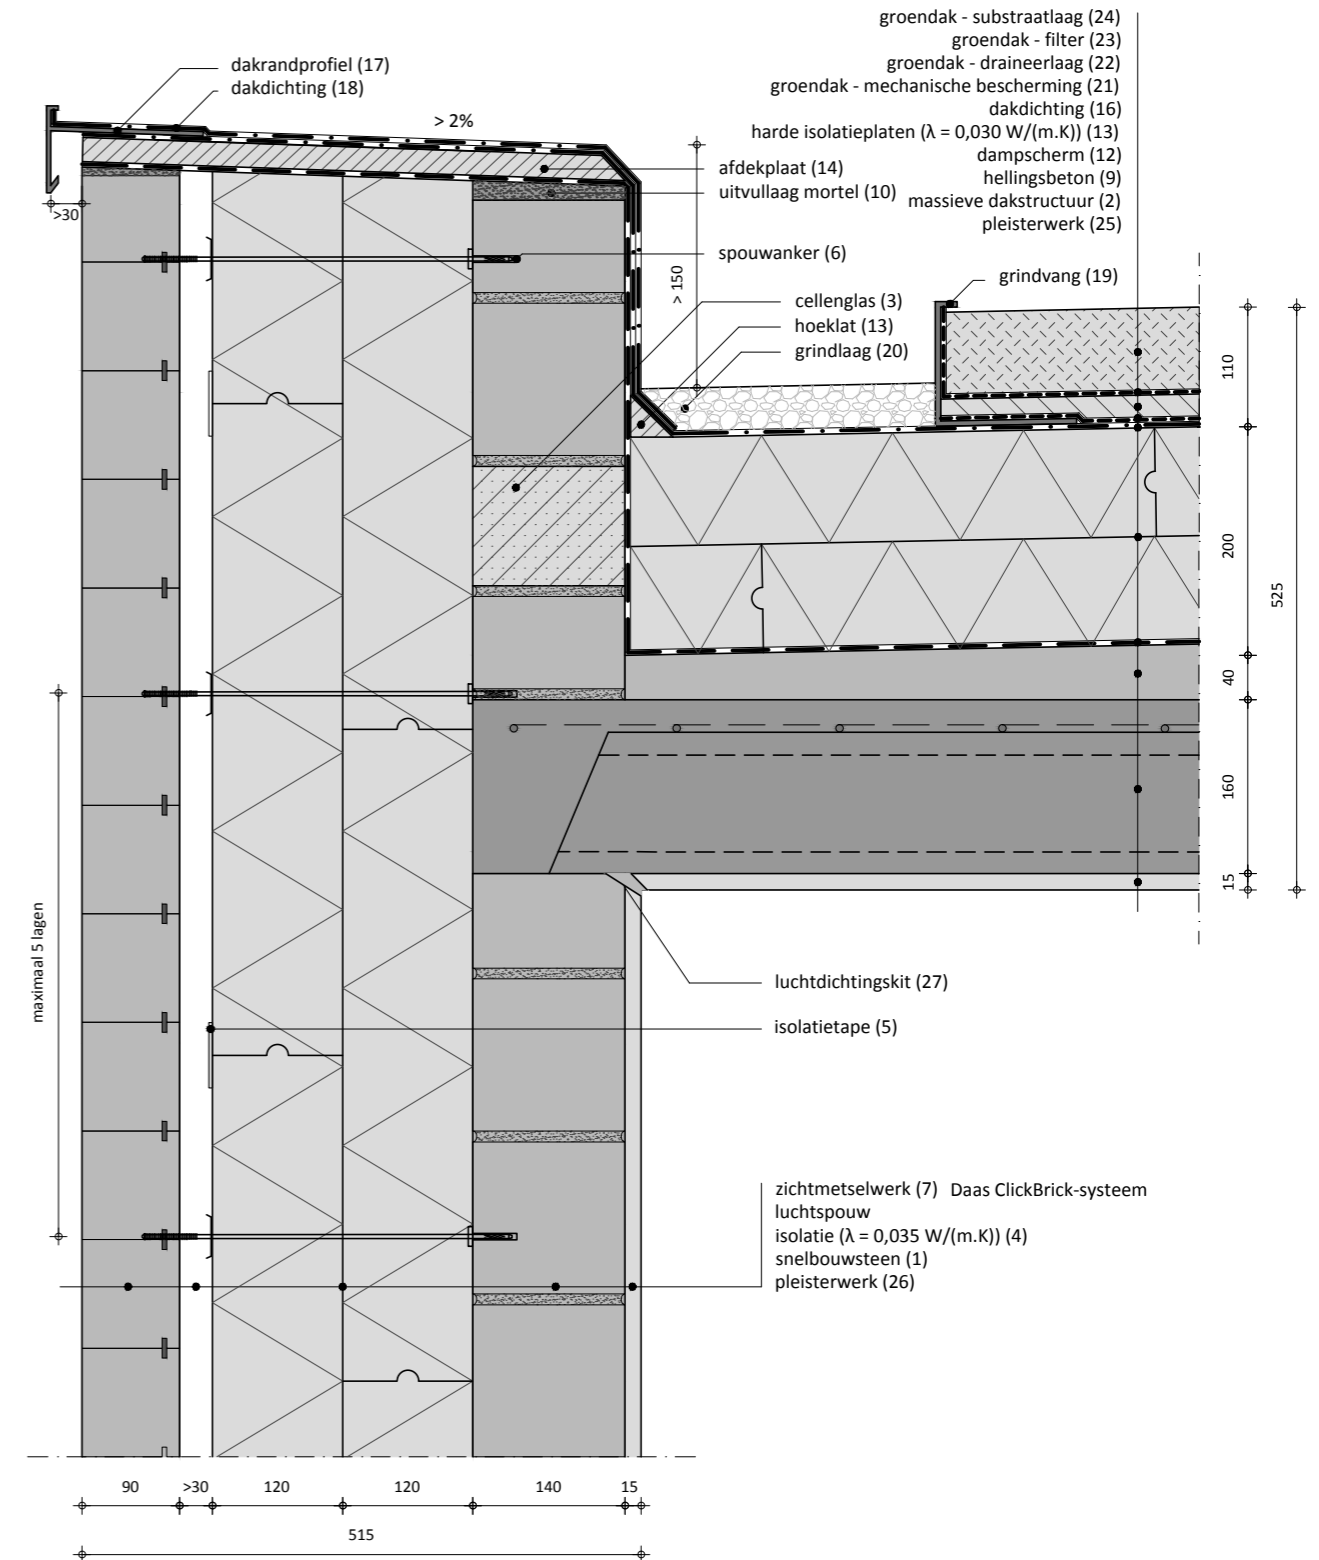 groendak - substraatlaag (24)
groendak - filter (23)
groendak - draineerlaag (22)
groendak - mechanische bescherming (21)
dakdichting (16)
harde isolatieplaten (λ = 0,030 W/(m.K)) (13)
dampscherm (12)
hellingsbeton (9)
massieve dakstructuur (2)
pleisterwerk (25)
dakrandprofiel (17)
dakdichting (18)
> 2%
afdekplaat (14)
uitvullaag mortel (10)
>30
spouwanker (6)
> 150
grindvang (19)
cellenglas (3)
hoeklat (13)
grindlaag (20)
110
200
525
40
160
15
maximaal 5 lagen
luchtdichtingskit (27)
isolatietape (5)
zichtmetselwerk (7) Daas ClickBrick-systeem
luchtspouw
isolatie (λ = 0,035 W/(m.K)) (4)
snelbouwsteen (1)
pleisterwerk (26)
90 >30 120 120 140 15
515